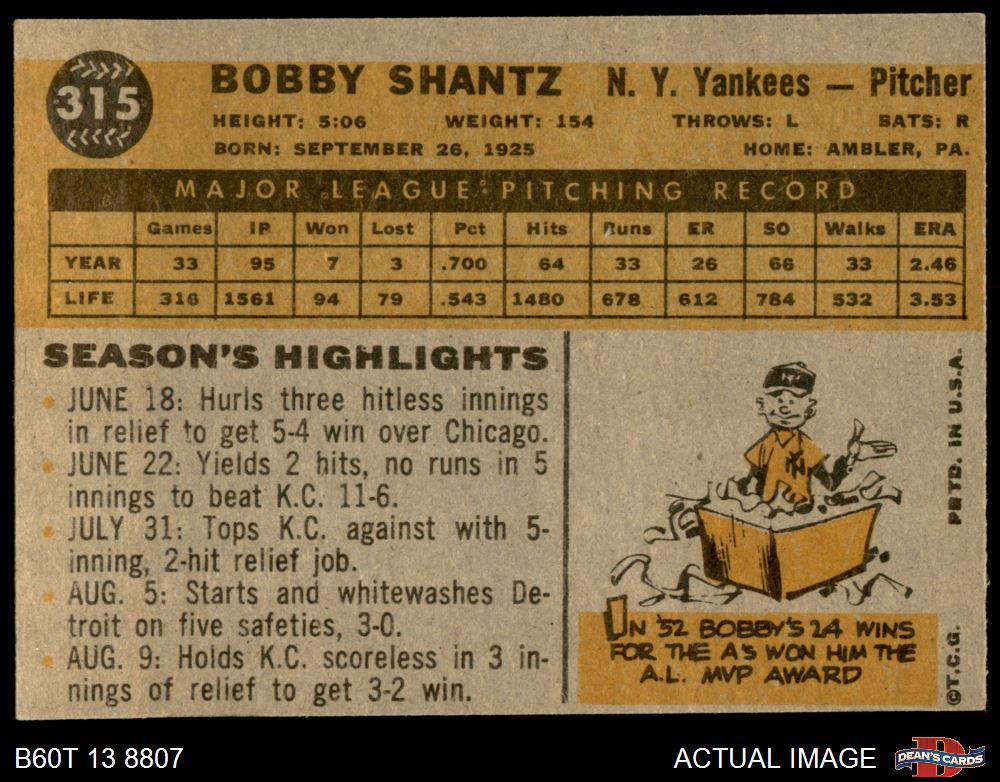 315
BOBBY SHANTZ N. Y. Yankees — Pitcher
HEIGHT: 5:06 WEIGHT: 154 THROWS: L BATS: R
BORN: SEPTEMBER 26, 1925 HOME: AMBLER, PA.
MAJOR LEAGUE PITCHING RECORD
Games IP Won Lost Pct Hits Runs ER SO Walks ERA
YEAR 33 95 7 3 .700 64 33 26 66 33 2.46
LIFE 316 1561 94 79 .543 1480 678 612 784 532 3.53
SEASON'S HIGHLIGHTS
JUNE 18: Hurls three hitless innings
in relief to get 5-4 win over Chicago.
JUNE 22: Yields 2 hits, no runs in 5
innings to beat K.C. 11-6.
JULY 31: Tops K.C. against with 5-
inning, 2-hit relief job.
AUG. 5: Starts and whitewashes De-
troit on five safeties, 3-0.
AUG. 9: Holds K.C. scoreless in 3 in-
nings of relief to get 3-2 win.
NY
NY
IN '52 BOBBY'S 24 WINS
FOR THE A'S WON HIM THE
A.L. MVP AWARD
©T.C.G. PRTD. IN U.S.A.
B60T 13 8807 ACTUAL IMAGE
D
DEAN'S CARDS